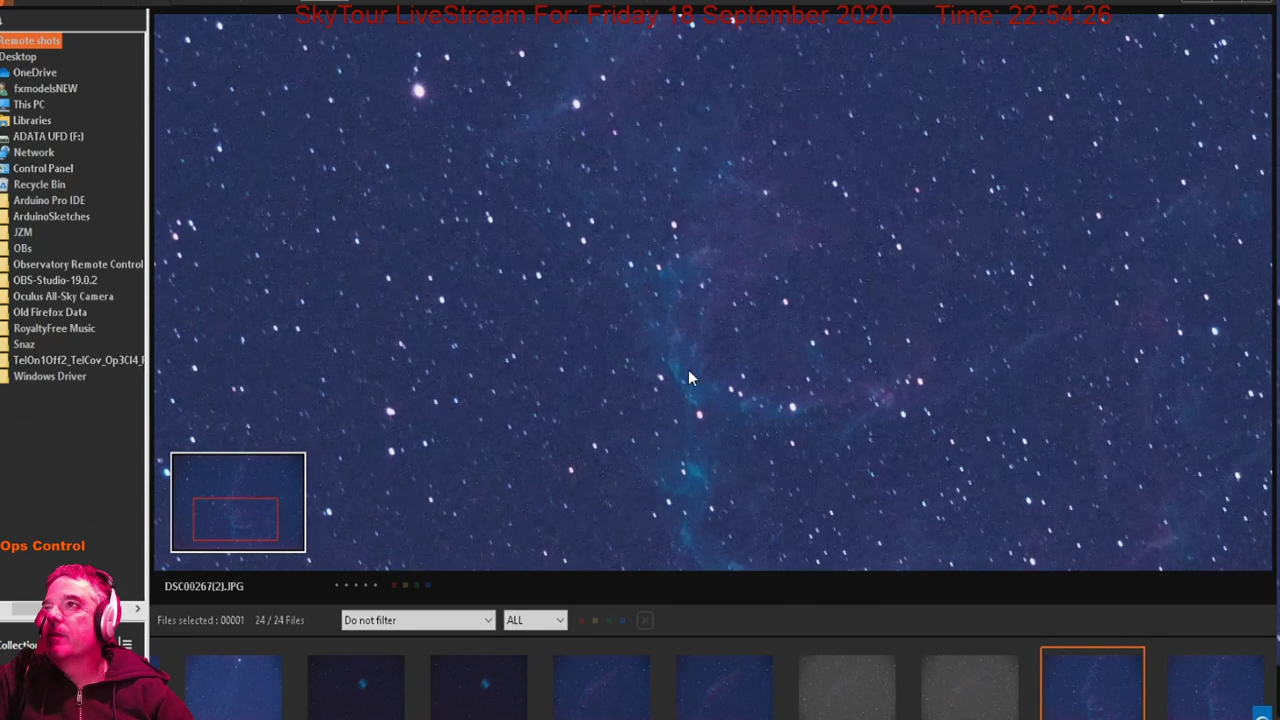 SkyTour LiveStream For: Friday 18 September 2020 Time: 22:54:26
Remote shots
Desktop
OneDrive
fxmodelsNEW
This PC
Libraries
ADATA UFD (F:)
Network
Control Panel
Recycle Bin
Arduino Pro IDE
ArduinoSketches
JZM
OBs
Observatory Remote Control
OBS-Studio-19.0.2
Oculus All-Sky Camera
Old Firefox Data
RoyaltyFree Music
Snaz
TelOn1Off2_TelCov_Op3Cl4_
Windows Driver
Ops Control
DSC00267(2).JPG
Files selected : 00001 24 / 24 Files Do not filter ALL
Collection